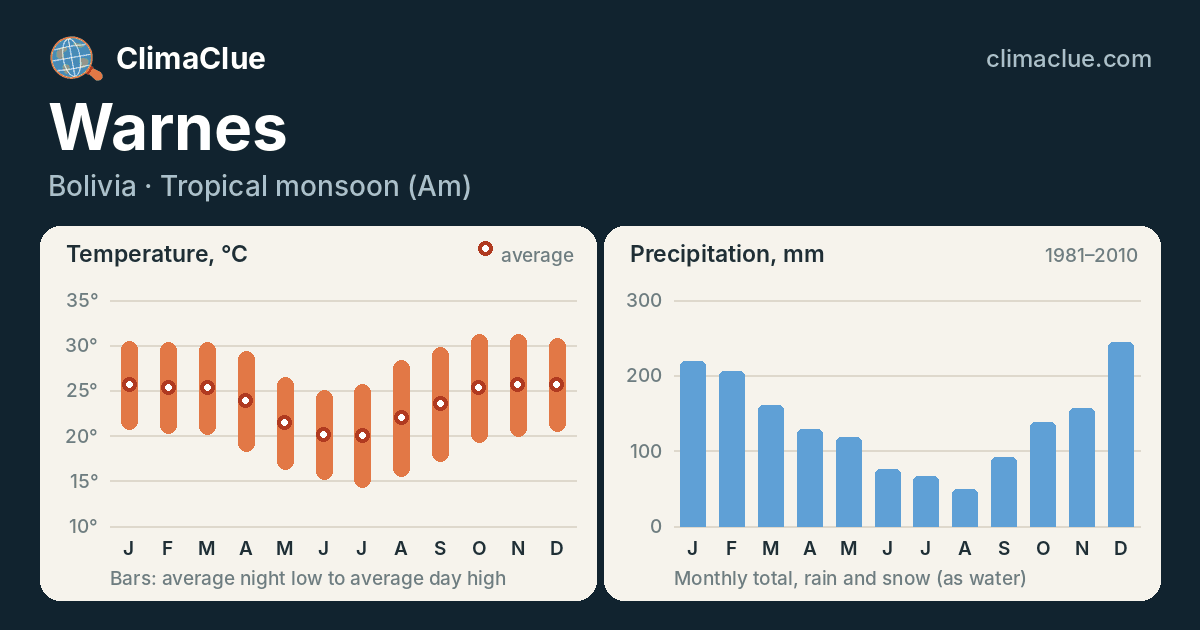 ClimaClue
climaclue.com
Warnes
Bolivia · Tropical monsoon (Am)
Temperature, °C
average
35°
30°
25°
20°
15°
10°
J F M A M J J A S O N D
Bars: average night low to average day high
Precipitation, mm
1981–2010
300
200
100
0
J F M A M J J A S O N D
Monthly total, rain and snow (as water)